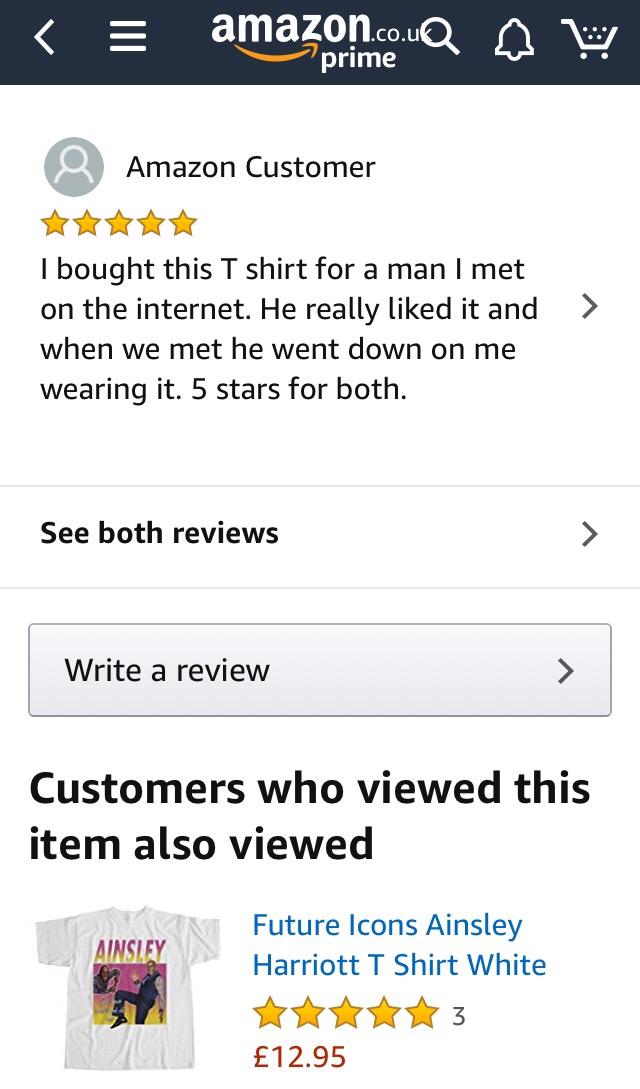 amazon.co.uk
prime
Amazon Customer
I bought this T shirt for a man I met
on the internet. He really liked it and
when we met he went down on me
wearing it. 5 stars for both.
See both reviews
Write a review
Customers who viewed this
item also viewed
AINSLEY
Future Icons Ainsley
Harriott T Shirt White
3
£12.95